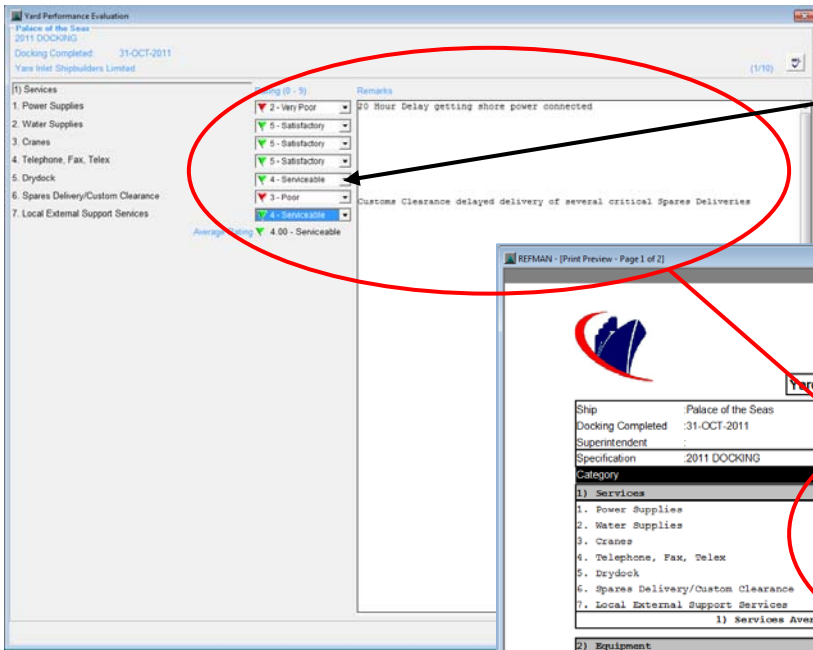 Yard Performance Evaluation
Palace of the Seas
2011 DOCKING
Docking Completed 31-OCT-2011
Yare Inlet Shipbuilders Limited
(1/10)
1) Services Rating (0 - 9) Remarks
1. Power Supplies 2 - Very Poor 20 Hour Delay getting shore power connected
2. Water Supplies 5 - Satisfactory
3. Cranes 5 - Satisfactory
4. Telephone, Fax, Telex 5 - Satisfactory
5. Drydock 4 - Serviceable
6. Spares Delivery/Custom Clearance 3 - Poor Customs Clearance delayed delivery of several critical Spares Deliveries
7. Local External Support Services 4 - Serviceable
Average Rating 4.00 - Serviceable
REFMAN - [Print Preview - Page 1 of 2]
Ship :Palace of the Seas
Docking Completed :31-OCT-2011
Superintendent :
Specification :2011 DOCKING
Category
1) Services
1. Power Supplies
2. Water Supplies
3. Cranes
4. Telephone, Fax, Telex
5. Drydock
6. Spares Delivery/Custom Clearance
7. Local External Support Services
1) Services Aver
2) Equipment